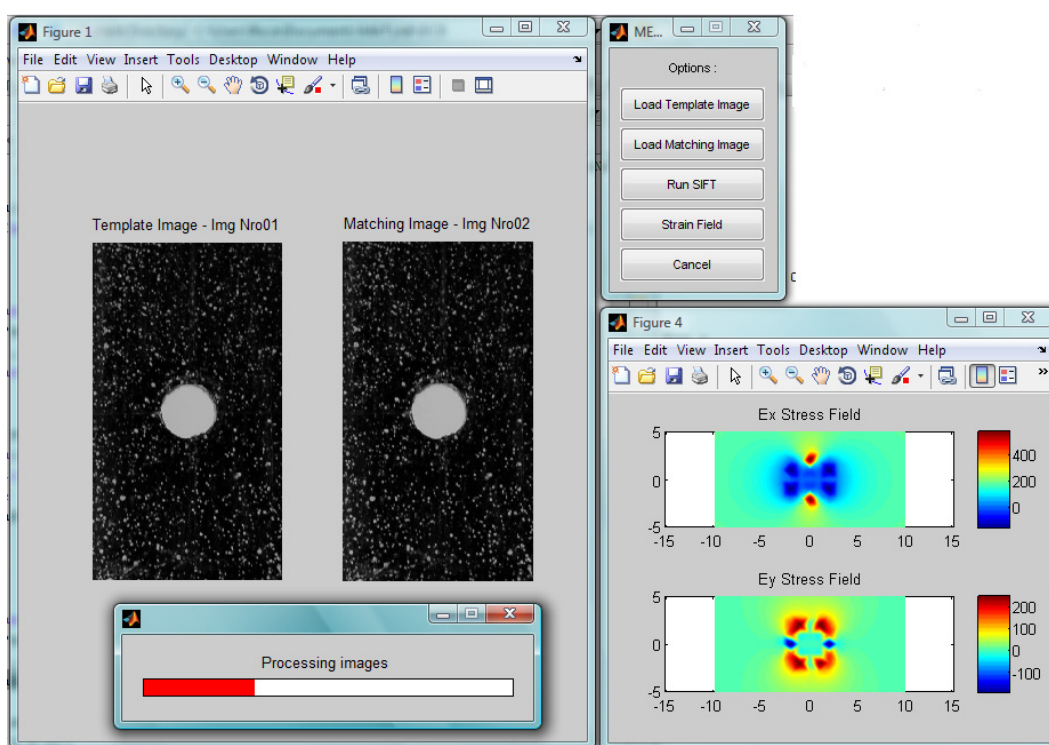 Figure 1
File Edit View Insert Tools Desktop Window Help
Template Image - Img Nro01
Matching Image - Img Nro02
Processing images
ME...
Options :
Load Template Image
Load Matching Image
Run SIFT
Strain Field
Cancel
Figure 4
File Edit View Insert Tools Desktop Window Help
Ex Stress Field
5
0
-5
-15 -10 -5 0 5 10 15
400
200
0
Ey Stress Field
5
0
-5
-15 -10 -5 0 5 10 15
200
100
0
-100